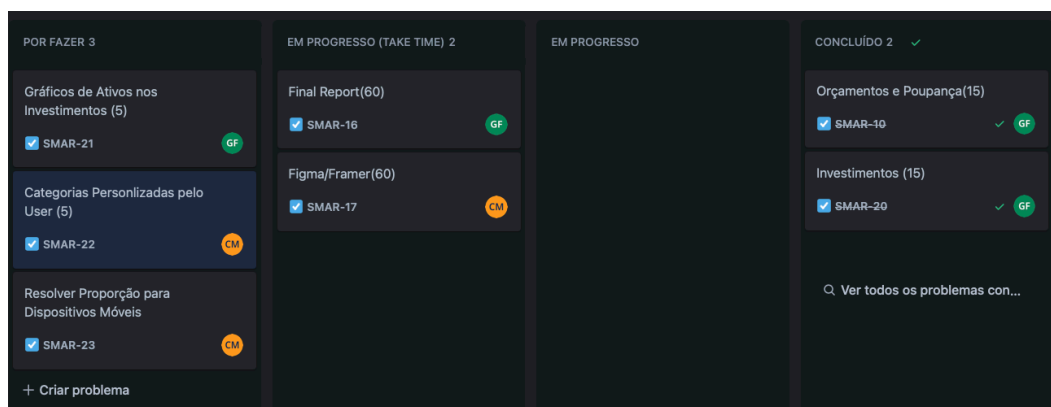 POR FAZER 3
Gráficos de Ativos nos
Investimentos (5)
SMAR-21
GF
Categorias Personlizadas pelo
User (5)
SMAR-22
CM
Resolver Proporção para
Dispositivos Móveis
SMAR-23
CM
+ Criar problema
EM PROGRESSO (TAKE TIME) 2
Final Report(60)
SMAR-16
GF
Figma/Framer(60)
SMAR-17
CM
EM PROGRESSO
CONCLUÍDO 2
Orçamentos e Poupança(15)
SMAR-10
GF
Investimentos (15)
SMAR-20
GF
Ver todos os problemas con...